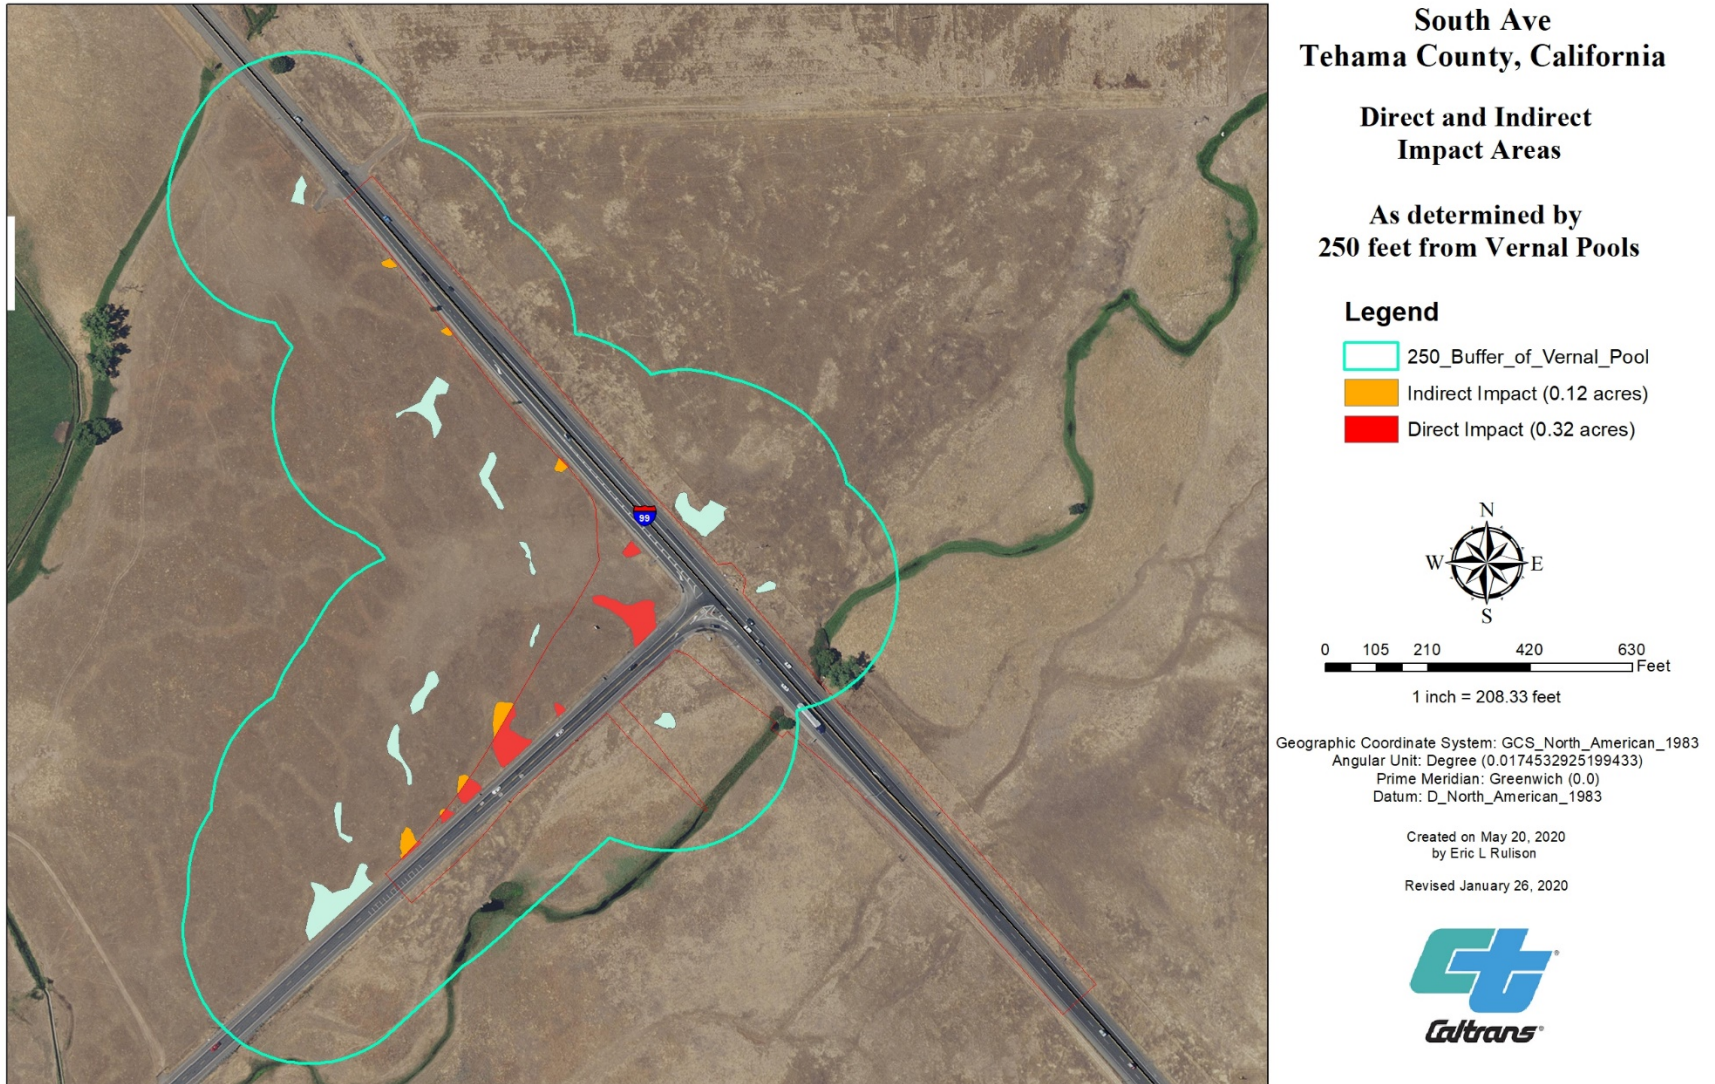 South Ave
Tehama County, California
Direct and Indirect
Impact Areas
As determined by
250 feet from Vernal Pools
Legend
250_Buffer_of_Vernal_Pool
Indirect Impact (0.12 acres)
Direct Impact (0.32 acres)
99
N
W E
S
0 105 210 420 630
Feet
1 inch = 208.33 feet
Geographic Coordinate System: GCS_North_American_1983
Angular Unit: Degree (0.0174532925199433)
Prime Meridian: Greenwich (0.0)
Datum: D_North_American_1983
Created on May 20, 2020
by Eric L Rulison
Revised January 26, 2020
Ct
Caltrans